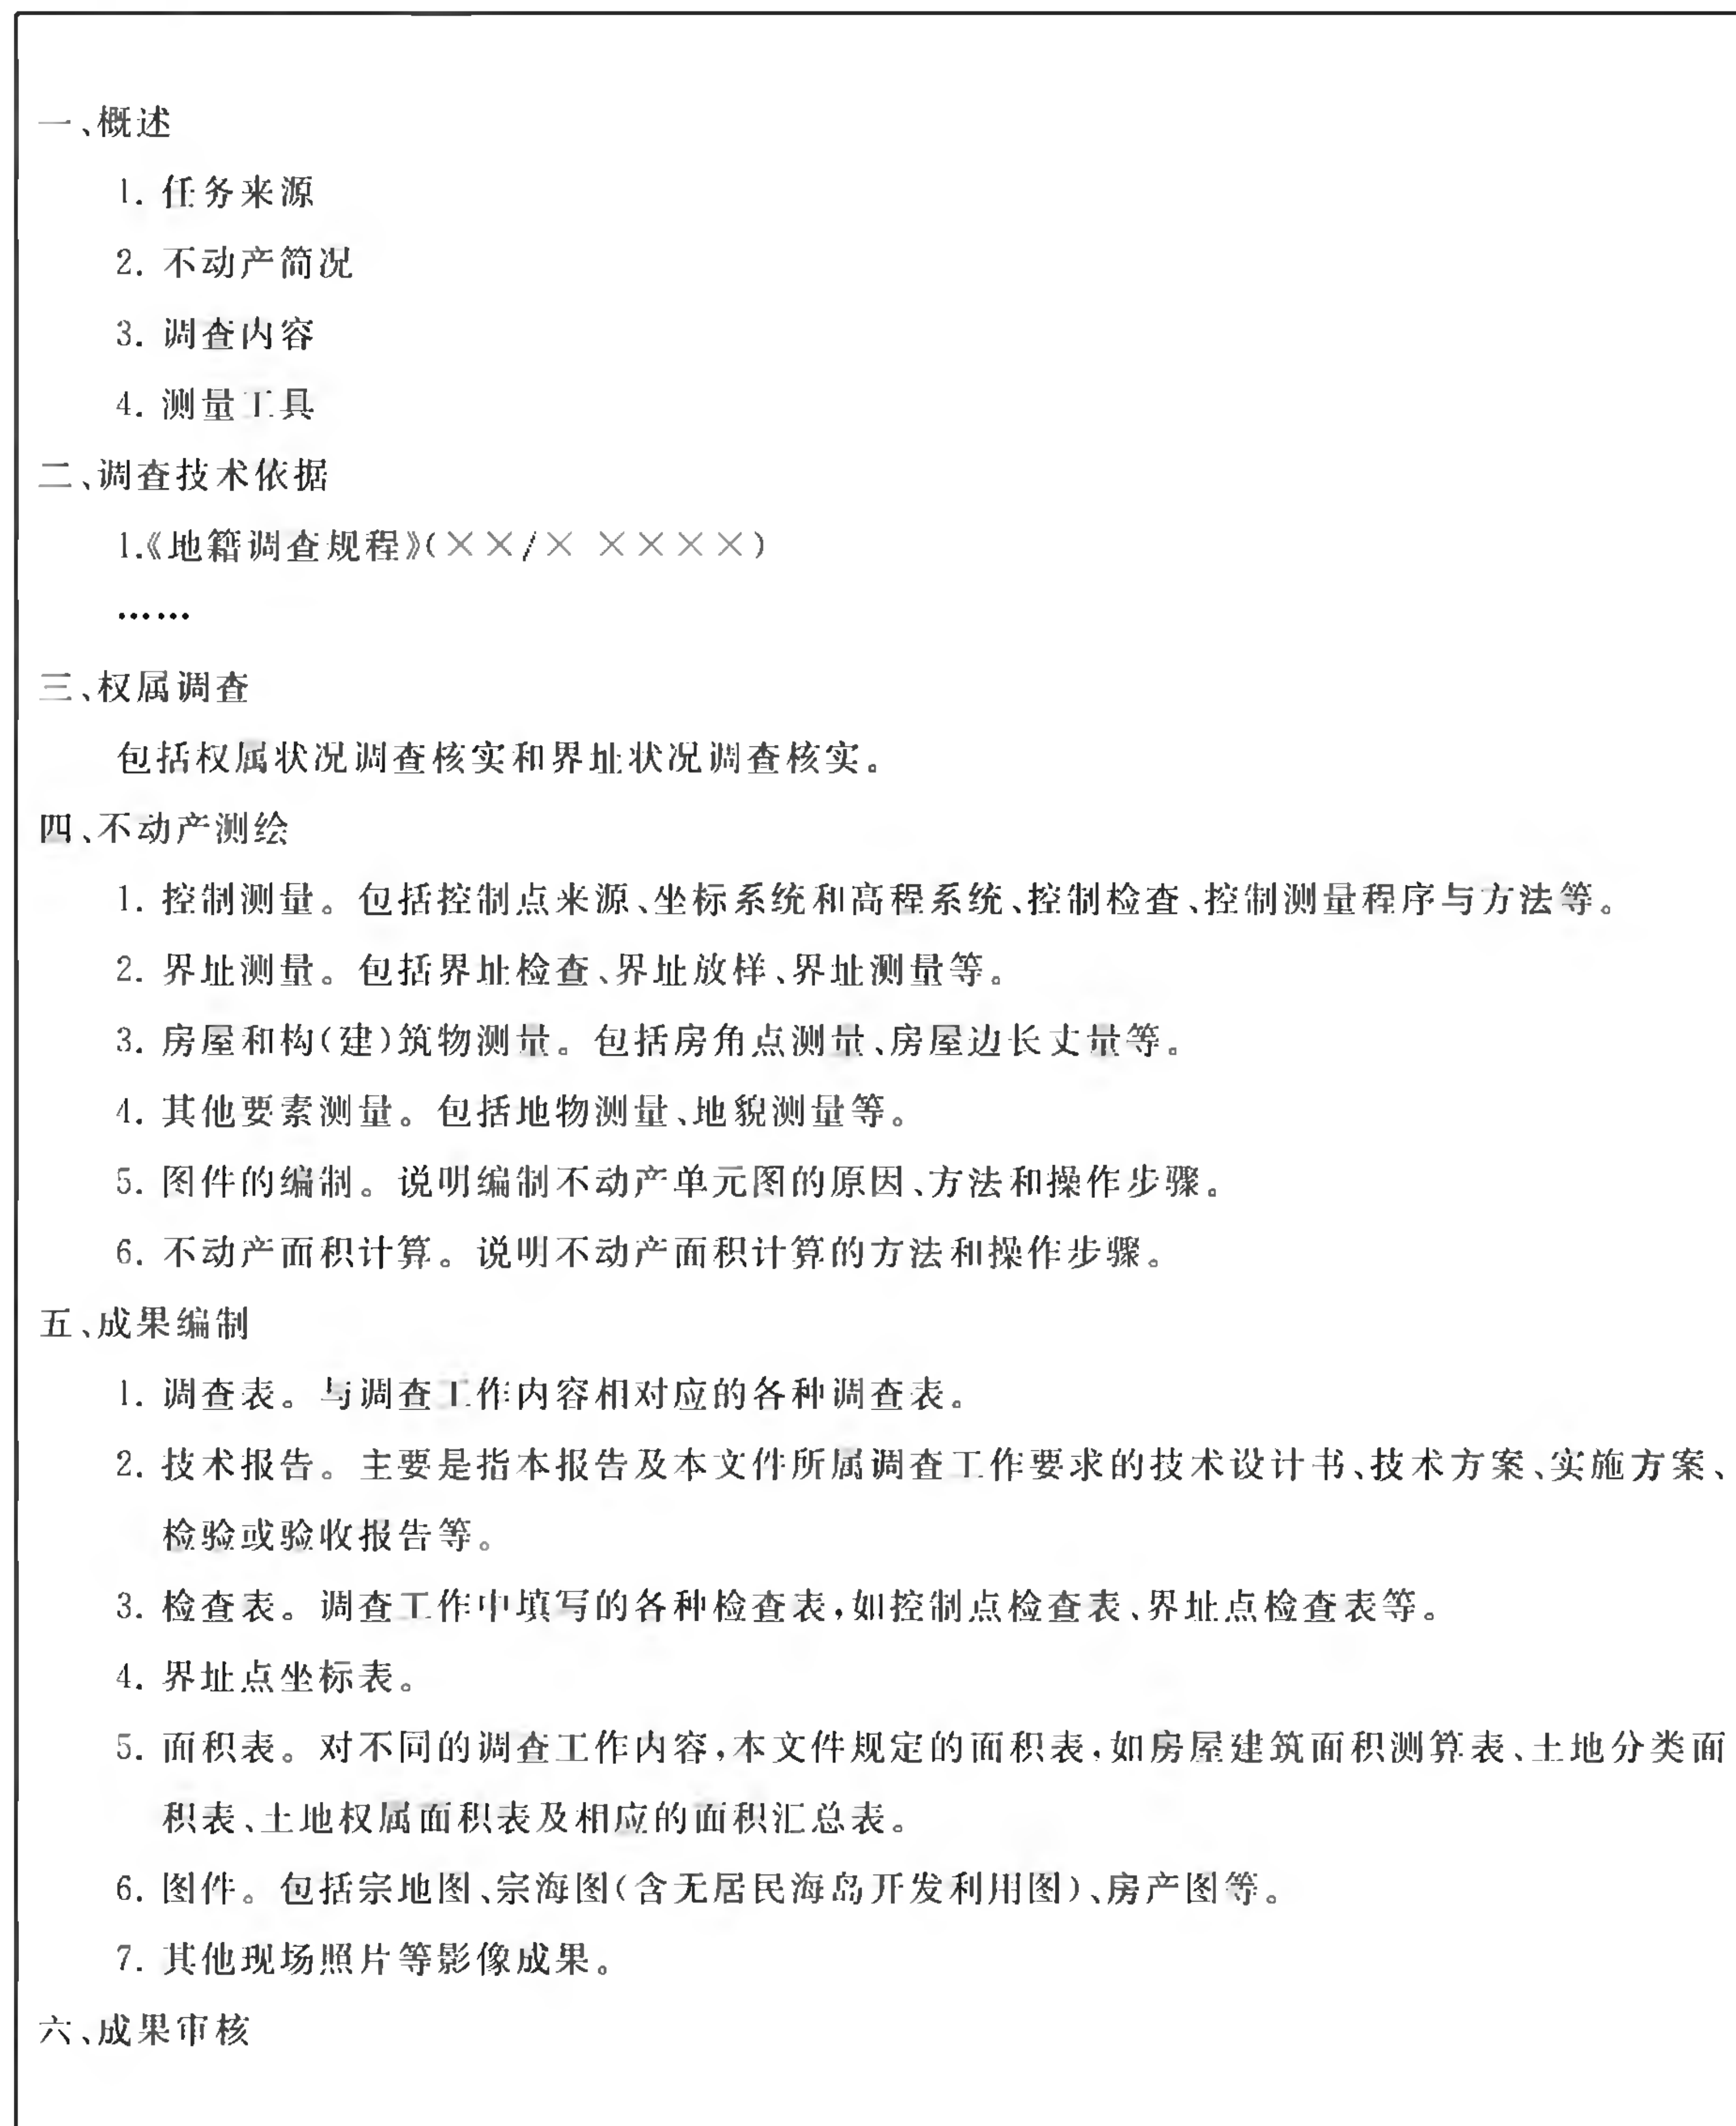 一、概述
1. 任务来源
2. 不动产简况
3. 调查内容
4. 测量工具
二、调查技术依据
1.《地籍调查规程》(××/× ××××)
……
三、权属调查
包括权属状况调查核实和界址状况调查核实。
四、不动产测绘
1. 控制测量。包括控制点来源、坐标系统和高程系统、控制检查、控制测量程序与方法等。
2. 界址测量。包括界址检查、界址放样、界址测量等。
3. 房屋和构(建)筑物测量。包括房角点测量、房屋边长丈量等。
4. 其他要素测量。包括地物测量、地貌测量等。
5. 图件的编制。说明编制不动产单元图的原因、方法和操作步骤。
6. 不动产面积计算。说明不动产面积计算的方法和操作步骤。
五、成果编制
1. 调查表。与调查工作内容相对应的各种调查表。
2. 技术报告。主要是指本报告及本文件所属调查工作要求的技术设计书、技术方案、实施方案、
检验或验收报告等。
3. 检查表。调查工作中填写的各种检查表,如控制点检查表、界址点检查表等。
4. 界址点坐标表。
5. 面积表。对不同的调查工作内容,本文件规定的面积表,如房屋建筑面积测算表、土地分类面
积表、土地权属面积表及相应的面积汇总表。
6. 图件。包括宗地图、宗海图(含无居民海岛开发利用图)、房产图等。
7. 其他现场照片等影像成果。
六、成果审核